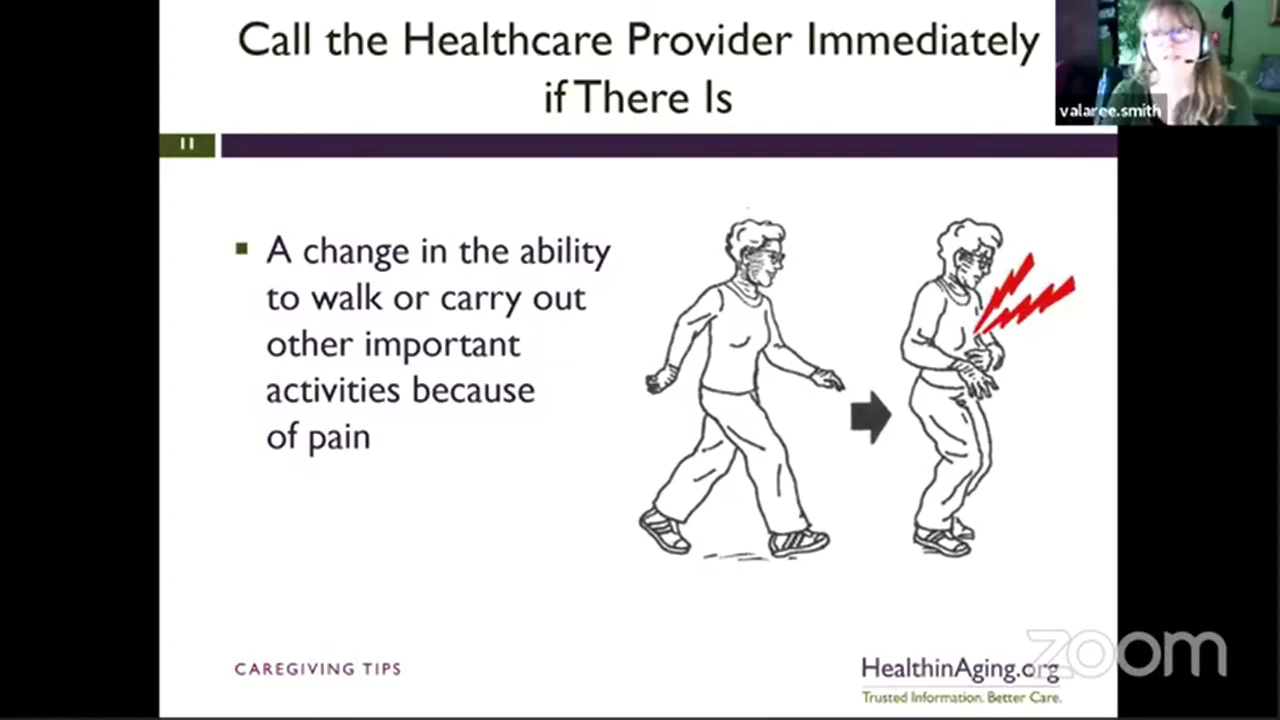 Call the Healthcare Provider Immediately
if There Is
valaree.smith
11
▪ A change in the ability
to walk or carry out
other important
activities because
of pain
CAREGIVING TIPS
HealthinAging.org
Trusted Information. Better Care.
zoom